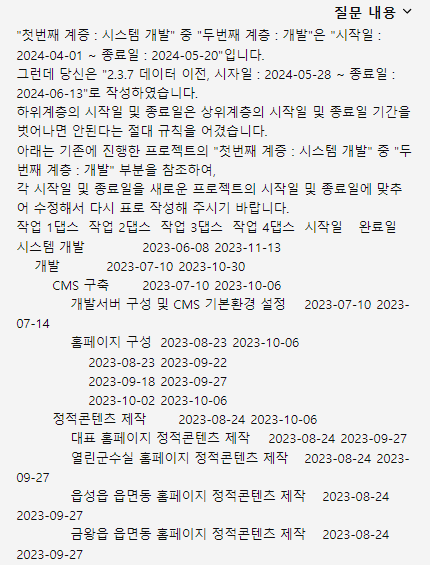 질문 내용
"첫번째 계층 : 시스템 개발" 중 "두번째 계층 : 개발"은 "시작일 :
2024-04-01 ~ 종료일 : 2024-05-20"입니다.
그런데 당신은 "2.3.7 데이터 이전, 시자일 : 2024-05-28 ~ 종료일 :
2024-06-13"로 작성하였습니다.
하위계층의 시작일 및 종료일은 상위계층의 시작일 및 종료일 기간을
벗어나면 안된다는 절대 규칙을 어겼습니다.
아래는 기존에 진행한 프로젝트의 "첫번째 계층 : 시스템 개발" 중 "두
번째 계층 : 개발" 부분을 참조하여,
각 시작일 및 종료일을 새로운 프로젝트의 시작일 및 종료일에 맞추
어 수정해서 다시 표로 작성해 주시기 바랍니다.
작업 1댑스 작업 2댑스 작업 3댑스 작업 4댑스 시작일 완료일
시스템 개발 2023-06-08 2023-11-13
개발 2023-07-10 2023-10-30
CMS 구축 2023-07-10 2023-10-06
개발서버 구성 및 CMS 기본환경 설정 2023-07-10 2023-
07-14
홈페이지 구성 2023-08-23 2023-10-06
2023-08-23 2023-09-22
2023-09-18 2023-09-27
2023-10-02 2023-10-06
정적콘텐츠 제작 2023-08-24 2023-10-06
대표 홈페이지 정적콘텐츠 제작 2023-08-24 2023-09-27
열린군수실 홈페이지 정적콘텐츠 제작 2023-08-24 2023-
09-27
읍성읍 읍면동 홈페이지 정적콘텐츠 제작 2023-08-24
2023-09-27
금왕읍 읍면동 홈페이지 정적콘텐츠 제작 2023-08-24
2023-09-27